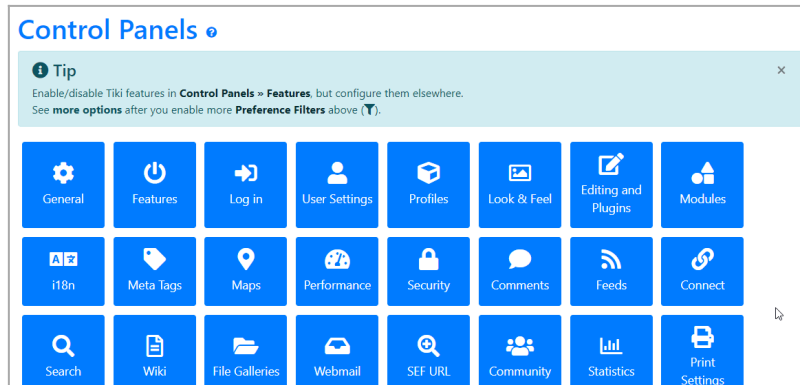 Control Panels
Tip
Enable/disable Tiki features in Control Panels » Features, but configure them elsewhere.
See more options after you enable more Preference Filters above ( ).
General
Features
Log in
User Settings
Profiles
Look & Feel
Editing and
Plugins
Modules
i18n
Meta Tags
Maps
Performance
Security
Comments
Feeds
Connect
Search
Wiki
File Galleries
Webmail
SEF URL
Community
Statistics
Print
Settings